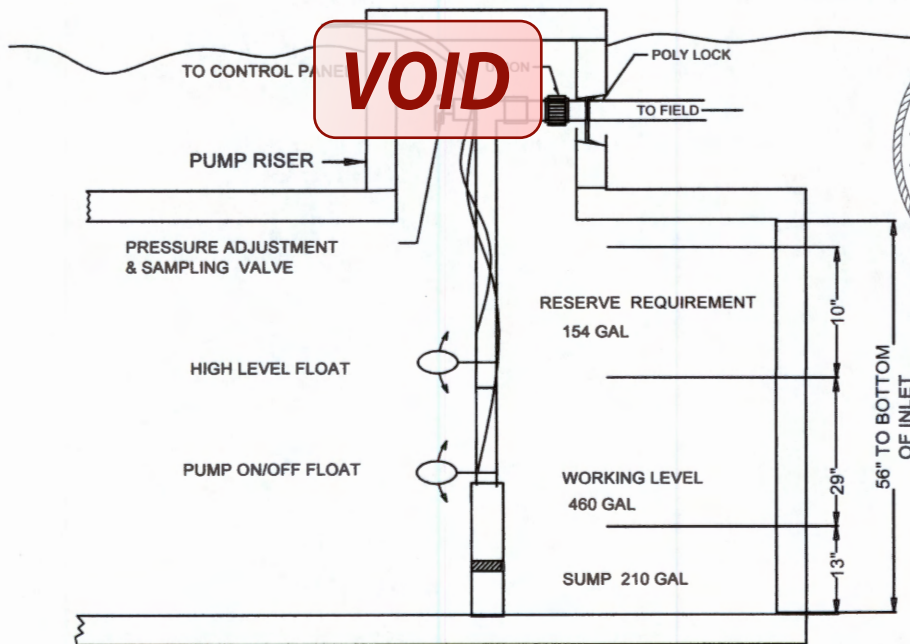 VOID
TO CONTROL
POLY LOCK
TO FIELD
PUMP RISER
PRESSURE ADJUSTMENT
& SAMPLING VALVE
RESERVE REQUIREMENT
154 GAL
10"
HIGH LEVEL FLOAT
56" TO BOTTOM
OF INLET
PUMP ON/OFF FLOAT
WORKING LEVEL
460 GAL
29"
SUMP 210 GAL
13"